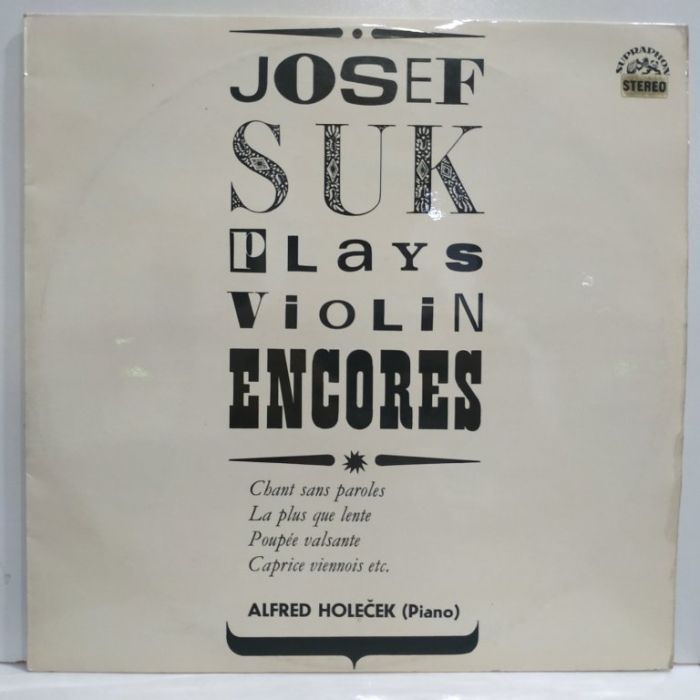 JOSEF
SUK
PLayS
ViOLiN
ENCORES
Chant sans paroles
La plus que lente
Poupée valsante
Caprice viennois etc.
ALFRED HOLEČEK (Piano)
SUPRAPHON
STEREO